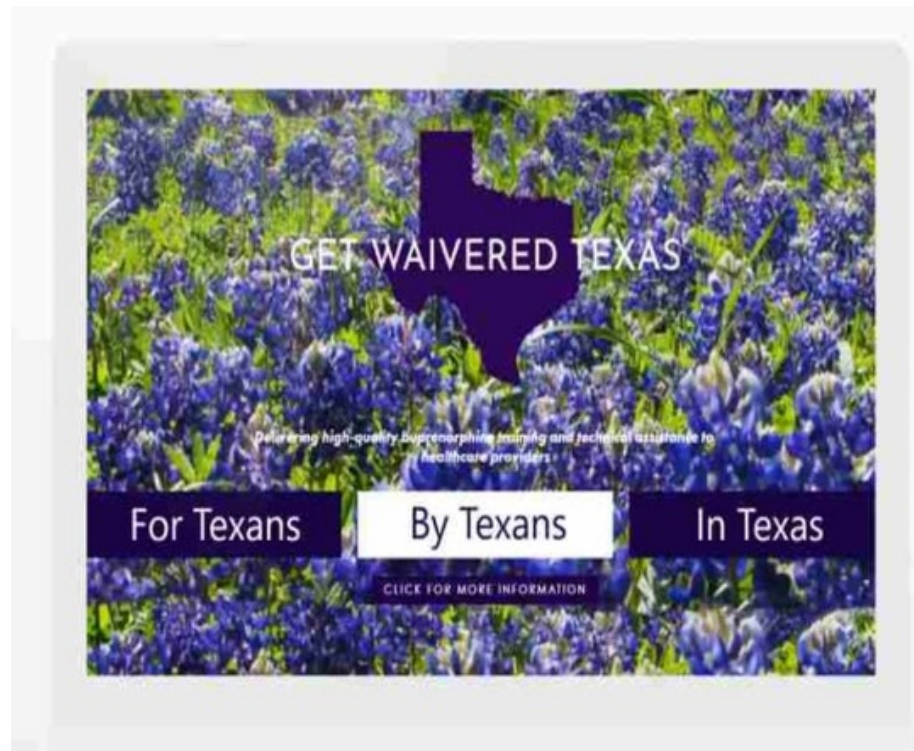 GET WAIVERED TEXAS
Delivering high-quality buprenorphine training and technical assistance to
healthcare providers
For Texans
By Texans
In Texas
CLICK FOR MORE INFORMATION